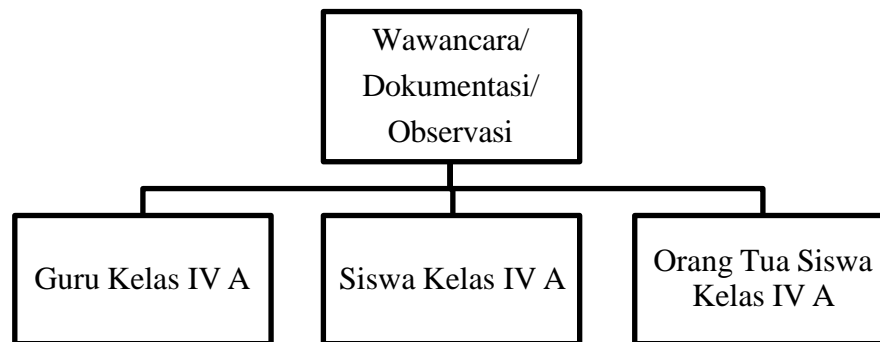 Wawancara/
Dokumentasi/
Observasi
Guru Kelas IV A
Siswa Kelas IV A
Orang Tua Siswa
Kelas IV A